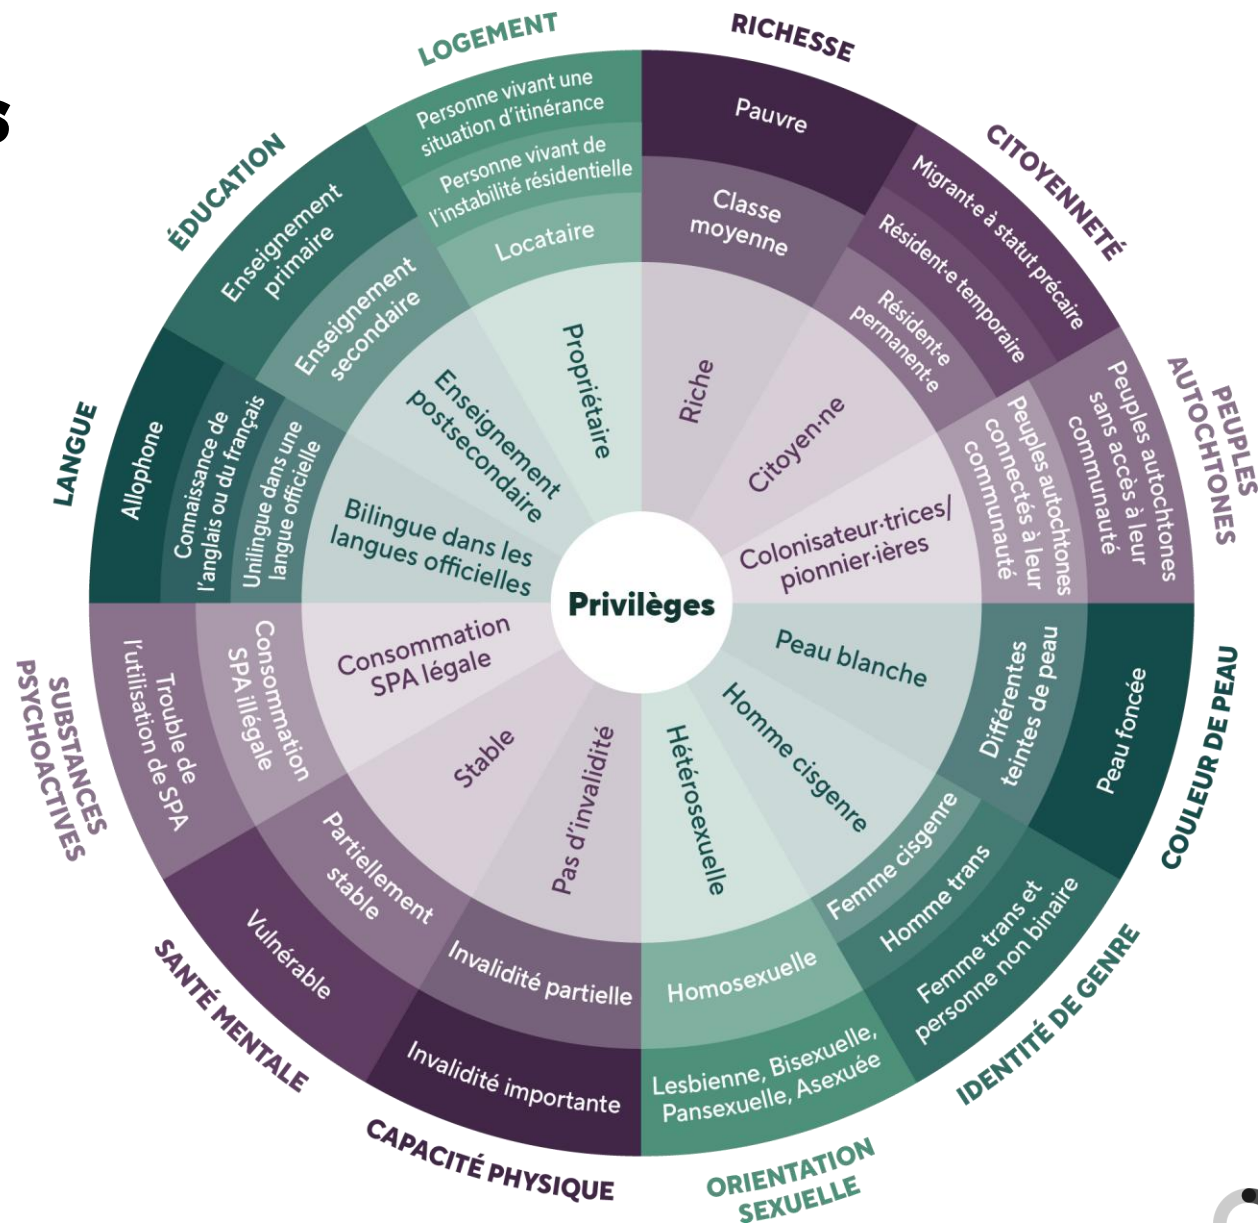 s
LOGEMENT
Personne vivant une
situation d'itinérance
Personne vivant de
l'instabilité résidentielle
Locataire
Propriétaire
RICHESSE
Pauvre
Classe
moyenne
Riche
CITOYENNETÉ
Migrant·e à statut précaire
Résident·e temporaire
Résident·e
permanent·e
Citoyen·ne
PEUPLES
AUTOCHTONES
Peuples autochtones
sans accès à leur
communauté
Peuples autochtones
connectés à leur
communauté
Colonisateur·trices/
pionnier·ières
COULEUR DE PEAU
Peau foncée
Différentes
teintes de peau
Peau blanche
IDENTITÉ DE GENRE
Femme trans et
personne non binaire
Homme trans
Femme cisgenre
Homme cisgenre
ORIENTATION
SEXUELLE
Lesbienne, Bisexuelle,
Pansexuelle, Asexuée
Homosexuelle
Hétérosexuelle
CAPACITÉ PHYSIQUE
Invalidité importante
Invalidité partielle
Pas d'invalidité
SANTÉ MENTALE
Vulnérable
Partiellement
stable
Stable
SUBSTANCES
PSYCHOACTIVES
Trouble de
l'utilisation de SPA
Consommation
SPA illégale
Consommation
SPA légale
LANGUE
Allophone
Connaissance de
l'anglais ou du français
Unilingue dans une
langue officielle
Bilingue dans les
langues officielles
ÉDUCATION
Enseignement
primaire
Enseignement
secondaire
Enseignement
postsecondaire
Privilèges